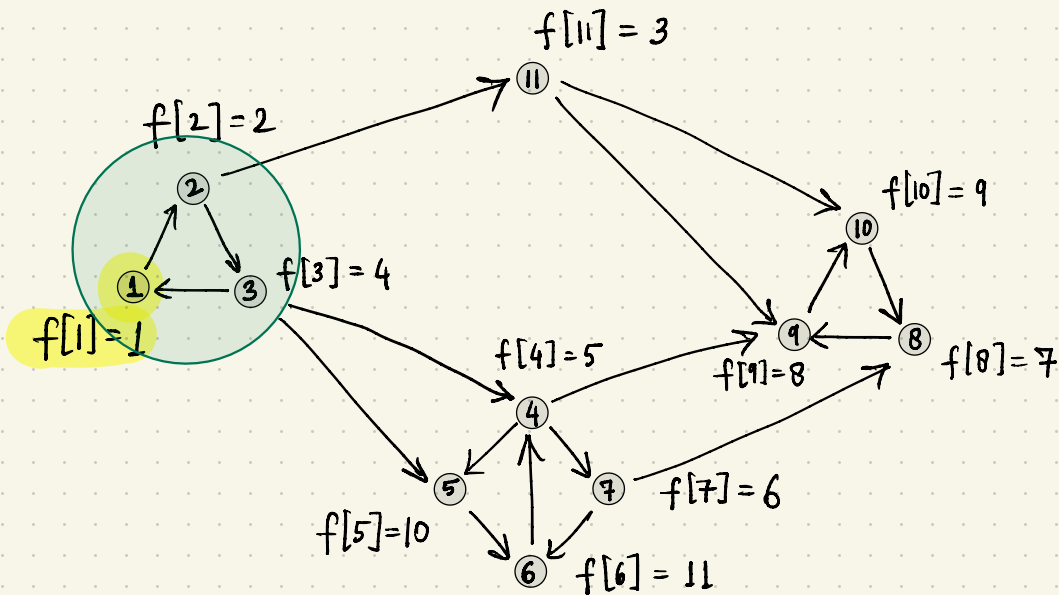 f[11] = 3
11
f[2] = 2
2
f[10] = 9
10
f[3] = 4
1
3
f[1] = 1
9
8
f[4] = 5
f[9] = 8
f[8] = 7
4
5
7
f[7] = 6
f[5] = 10
6
f[6] = 11